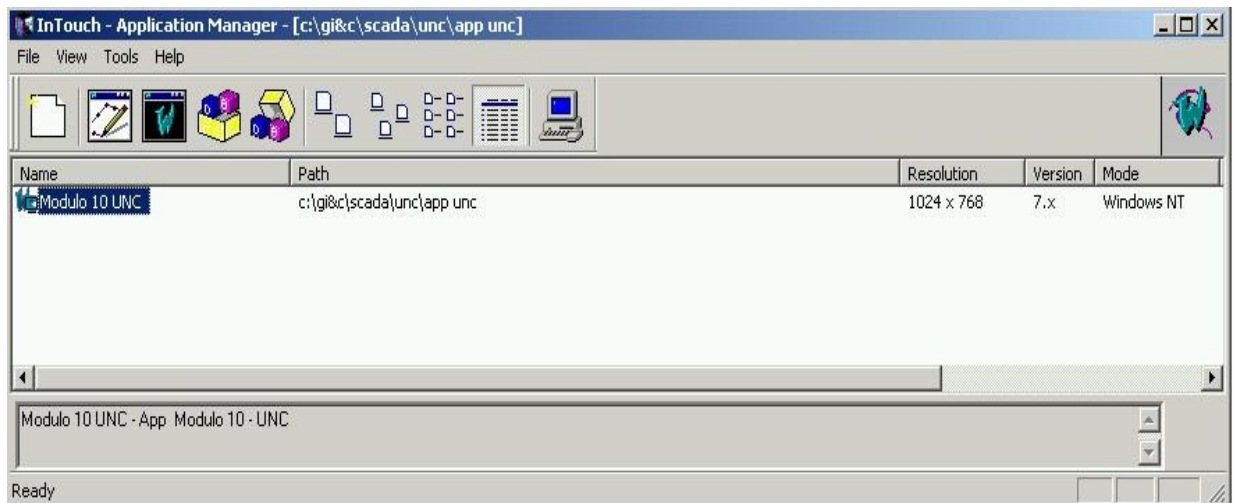 InTouch - Application Manager - [c:\gi&c\scada\unc\app unc]
File View Tools Help
Name Path Resolution Version Mode
Modulo 10 UNC c:\gi&c\scada\unc\app unc 1024 x 768 7.x Windows NT
Modulo 10 UNC - App Modulo 10 - UNC
Ready